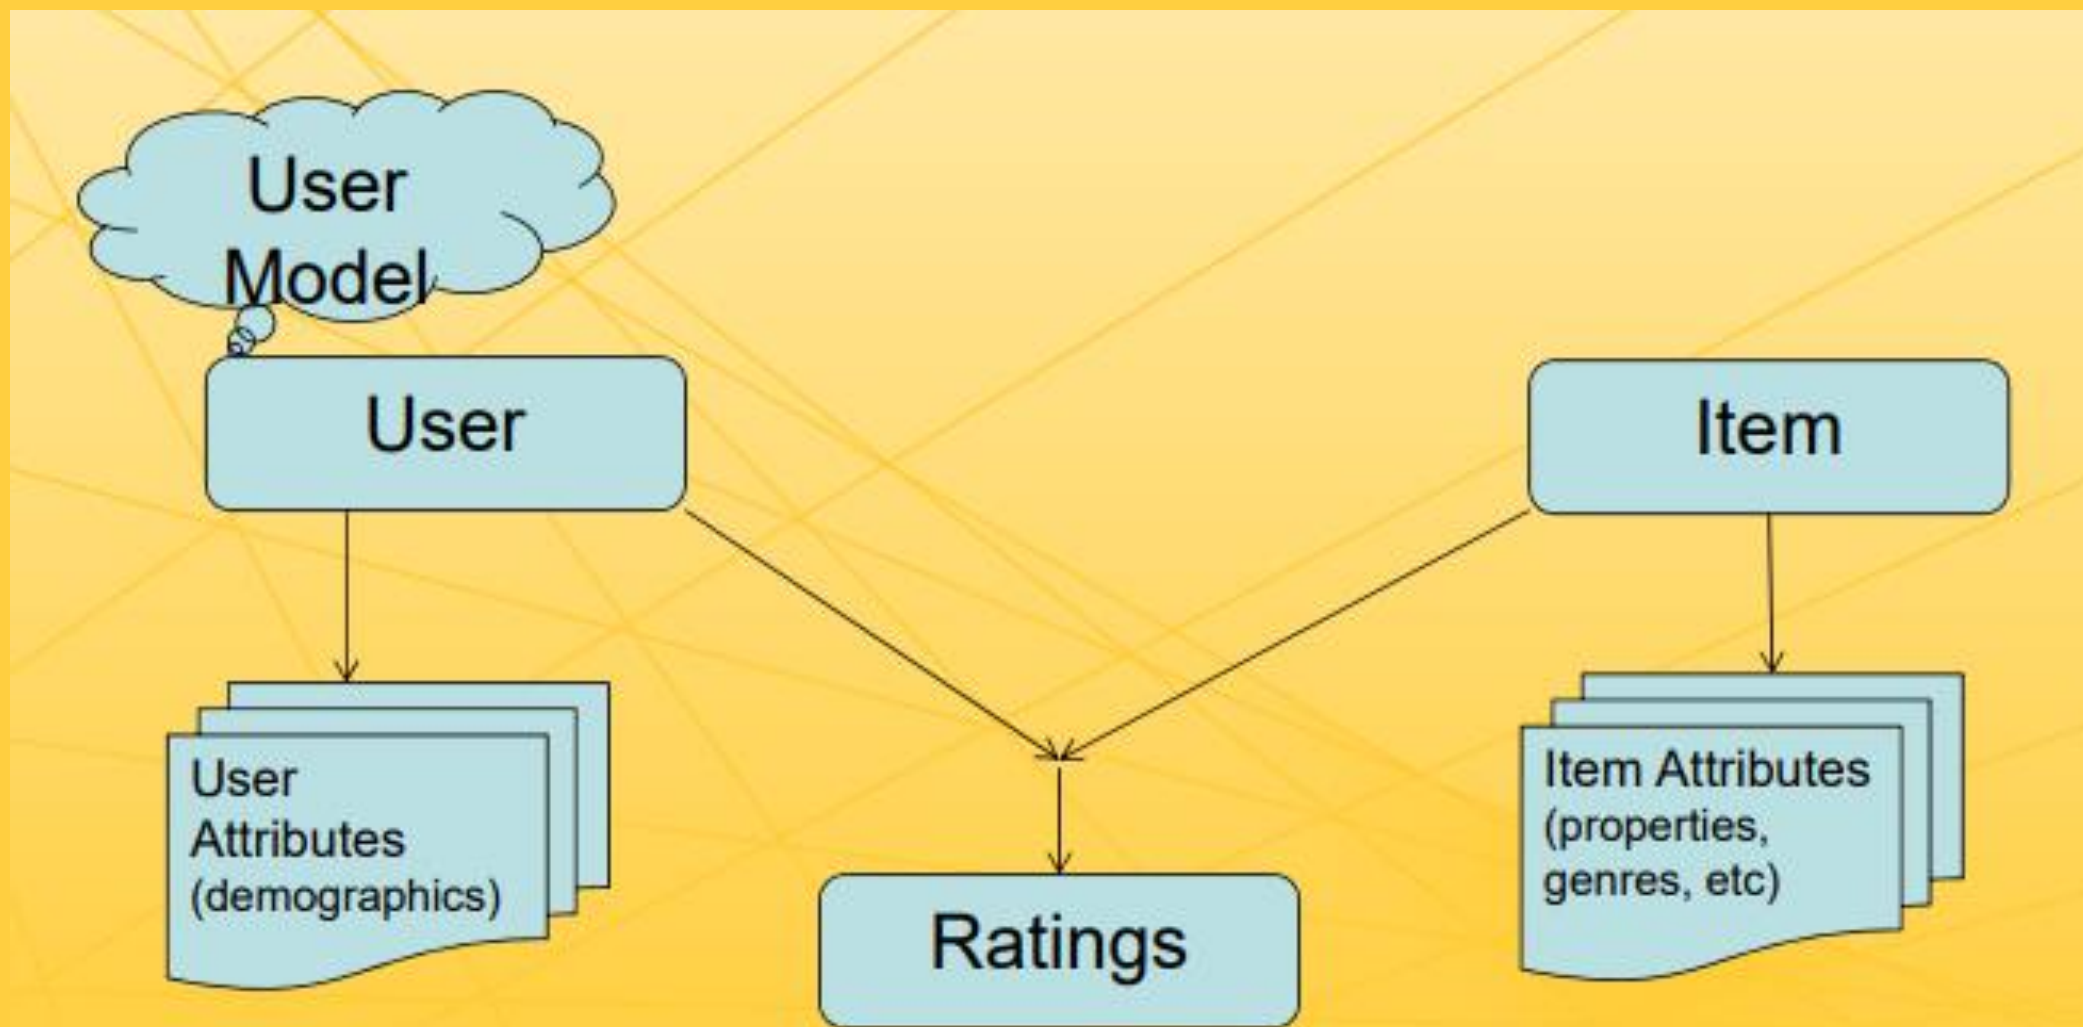 User
Model
User
Item
User
Attributes
(demographics)
Item Attributes
(properties,
genres, etc)
Ratings